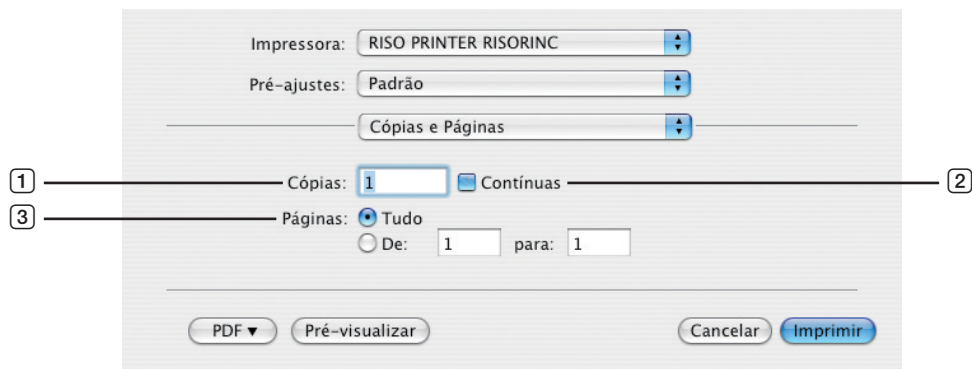 Impressora: RISO PRINTER RISORINC
Pré-ajustes: Padrão
Cópias e Páginas
1 Cópias: 1 Contínuas 2
3 Páginas: Tudo
De: 1 para: 1
PDF ▼ Pré-visualizar Cancelar Imprimir